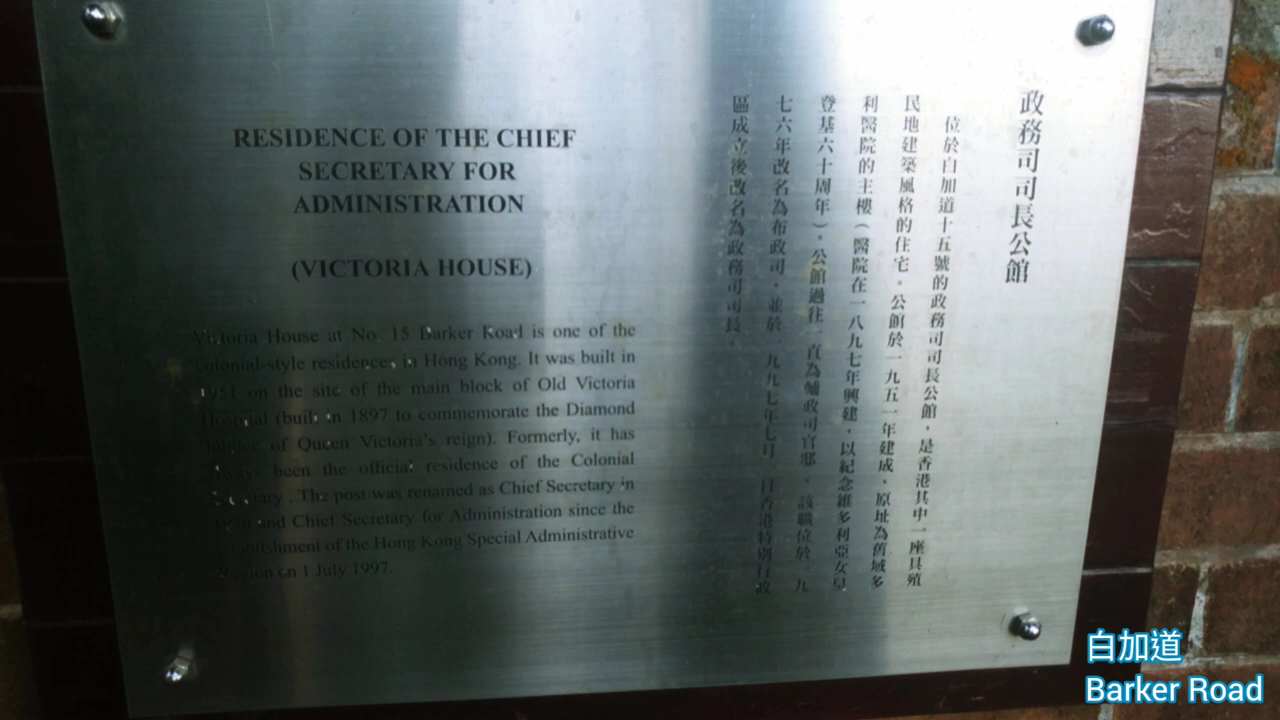 RESIDENCE OF THE CHIEF
SECRETARY FOR
ADMINISTRATION
(VICTORIA HOUSE)
Victoria House at No. 15 Barker Road is one of the
colonial-style residences in Hong Kong. It was built in
1951 on the site of the main block of Old Victoria
Hospital (built in 1897 to commemorate the Diamond
Jubilee of Queen Victoria's reign). Formerly, it has
always been the official residence of the Colonial
Secretary . The post was renamed as Chief Secretary in
1976 and Chief Secretary for Administration since the
establishment of the Hong Kong Special Administrative
Region on 1 July 1997.
政務司司長公館
位於白加道十五號的政務司司長公館，是香港其中一座具殖
民地建築風格的住宅。公館於一九五一年建成，原址為舊域多
利醫院的主樓（醫院在一八九七年興建，以紀念維多利亞女皇
登基六十周年）。公館過往一直為輔政司官邸，該職位於一九
七六年改名為布政司，並於一九九七年七月一日香港特別行政
區成立後改名為政務司司長。
白加道
Barker Road